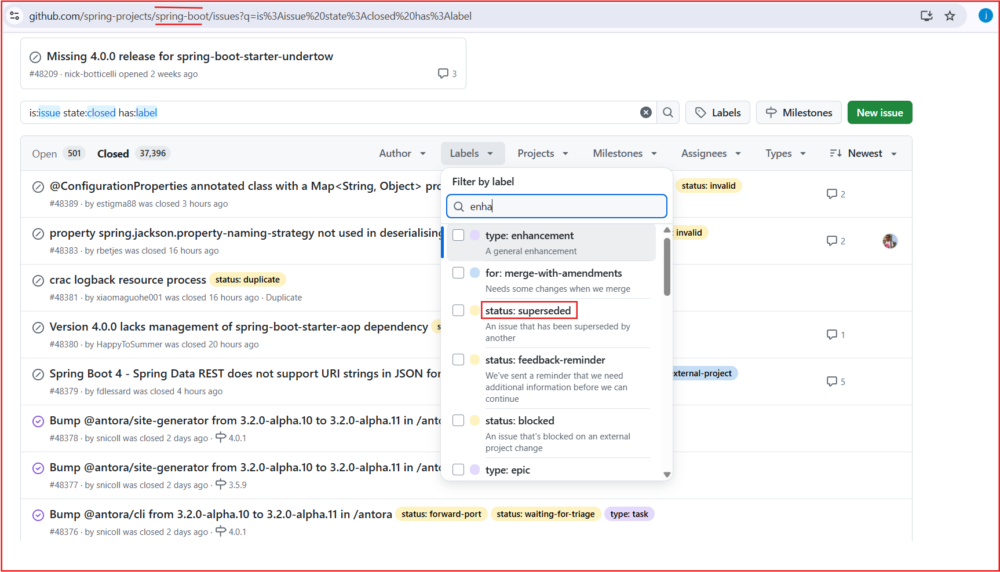 github.com/spring-projects/spring-boot/issues?q=is%3Aissue%20state%3Aclosed%20has%3Alabel
j
Missing 4.0.0 release for spring-boot-starter-undertow
#48209 · nick-botticelli opened 2 weeks ago
3
is:issue state:closed has:label
Labels
Milestones
New issue
Open 501 Closed 37,396
Author Labels Projects Milestones Assignees Types Newest
Filter by label
enha
type: enhancement
A general enhancement
for: merge-with-amendments
Needs some changes when we merge
status: superseded
An issue that has been superseded by
another
status: feedback-reminder
We've sent a reminder that we need
additional information before we can
continue
status: blocked
An issue that's blocked on an external
project change
type: epic
@ConfigurationProperties annotated class with a Map<String, Object> pro
status: invalid
2
#48389 · by estigma88 was closed 3 hours ago
property spring.jackson.property-naming-strategy not used in deserialising
invalid
2
#48383 · by rbetjes was closed 16 hours ago
crac logback resource process status: duplicate
#48381 · by xiaomaguohe001 was closed 16 hours ago · Duplicate
Version 4.0.0 lacks management of spring-boot-starter-aop dependency s
1
#48380 · by HappyToSummer was closed 20 hours ago
Spring Boot 4 - Spring Data REST does not support URI strings in JSON for
xternal-project
5
#48379 · by fdlessard was closed 4 hours ago
Bump @antora/site-generator from 3.2.0-alpha.10 to 3.2.0-alpha.11 in /anto
#48378 · by snicoll was closed 2 days ago · 4.0.1
Bump @antora/site-generator from 3.2.0-alpha.10 to 3.2.0-alpha.11 in /anto
#48377 · by snicoll was closed 2 days ago · 3.5.9
Bump @antora/cli from 3.2.0-alpha.10 to 3.2.0-alpha.11 in /antora status: forward-port status: waiting-for-triage type: task
#48376 · by snicoll was closed 2 days ago · 4.0.1